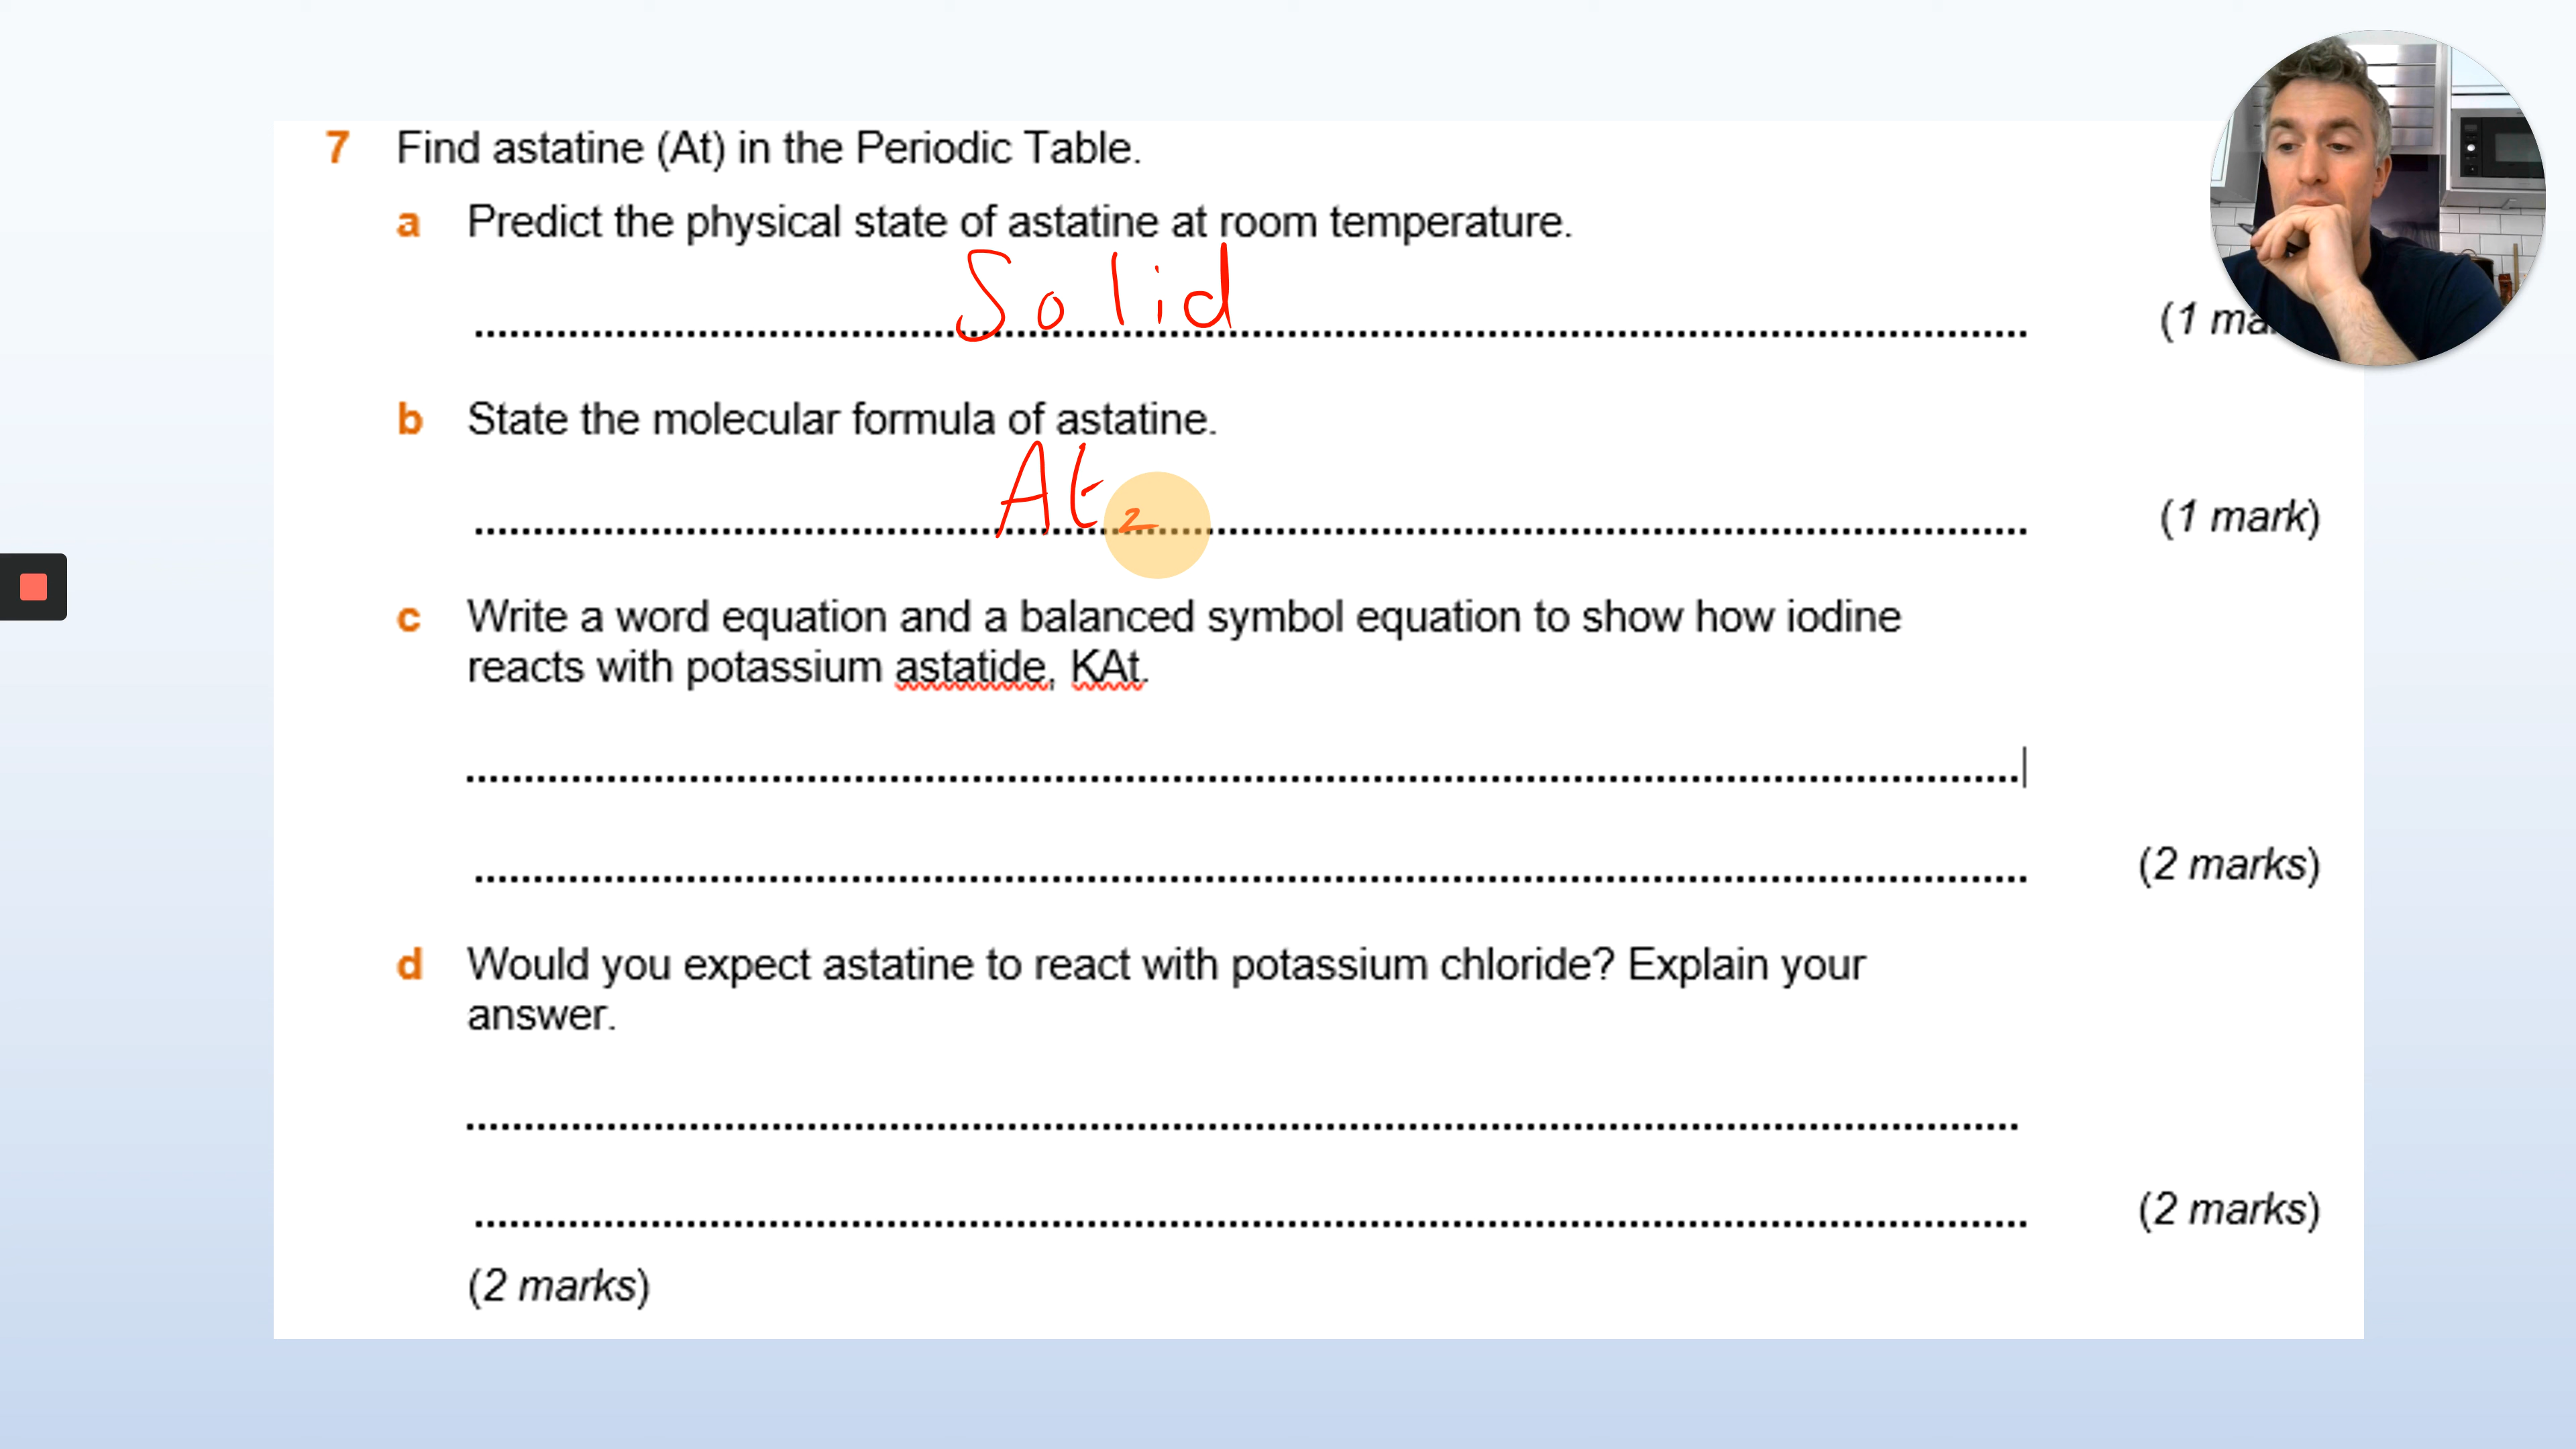 7 Find astatine (At) in the Periodic Table.
a Predict the physical state of astatine at room temperature.
Solid
(1 ma
b State the molecular formula of astatine.
At₂
(1 mark)
c Write a word equation and a balanced symbol equation to show how iodine
reacts with potassium astatide, KAt.
(2 marks)
d Would you expect astatine to react with potassium chloride? Explain your
answer.
(2 marks)
(2 marks)